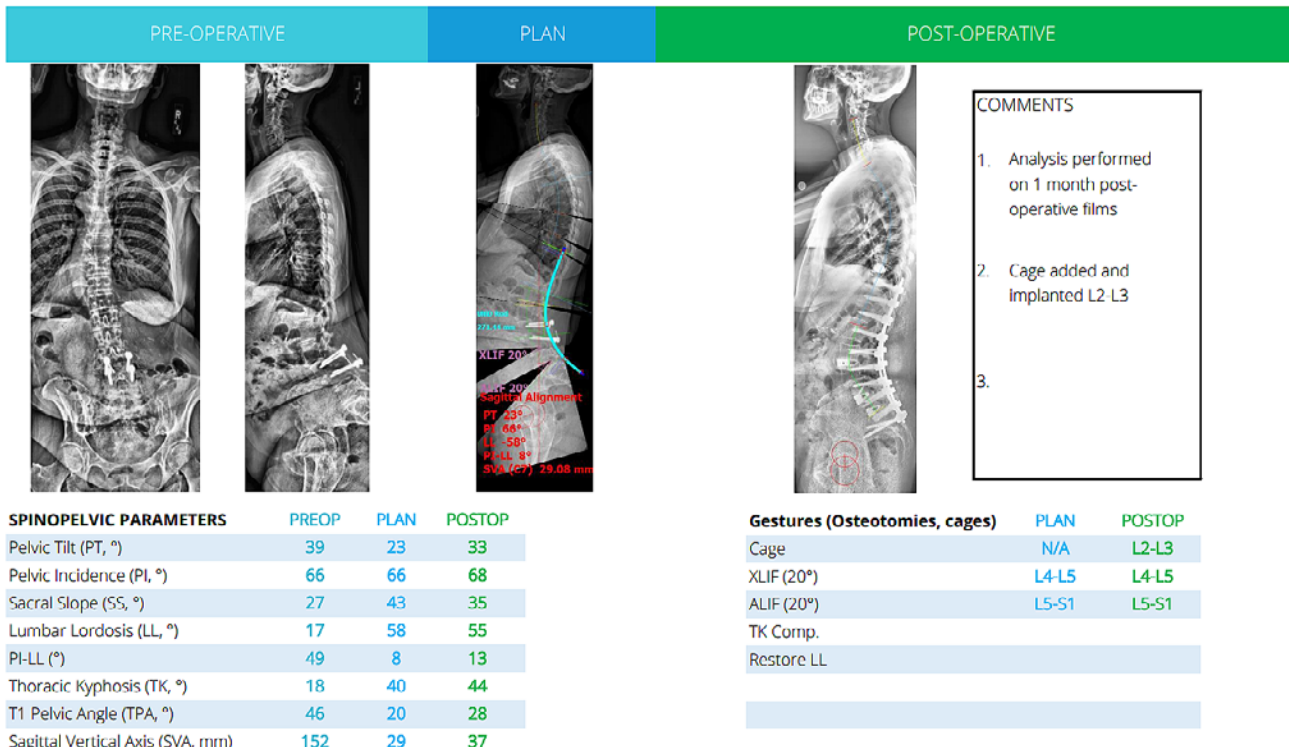 PRE-OPERATIVE PLAN POST-OPERATIVE
COMMENTS
1. Analysis performed
on 1 month post-
operative films
2. Cage added and
implanted L2-L3
3.
XLIF 20°
Sagittal Alignment
PT 23°
PI 66°
LL -58°
PI-LL 8°
SVA (C7) 29.08 mm
SPINOPELVIC PARAMETERS PREOP PLAN POSTOP
Pelvic Tilt (PT, °) 39 23 33
Pelvic Incidence (PI, °) 66 66 68
Sacral Slope (SS, °) 27 43 35
Lumbar Lordosis (LL, °) 17 58 55
PI-LL (°) 49 8 13
Thoracic Kyphosis (TK, °) 18 40 44
T1 Pelvic Angle (TPA, °) 46 20 28
Sagittal Vertical Axis (SVA, mm) 152 29 37
Gestures (Osteotomies, cages) PLAN POSTOP
Cage N/A L2-L3
XLIF (20°) L4-L5 L4-L5
ALIF (20°) L5-S1 L5-S1
TK Comp.
Restore LL